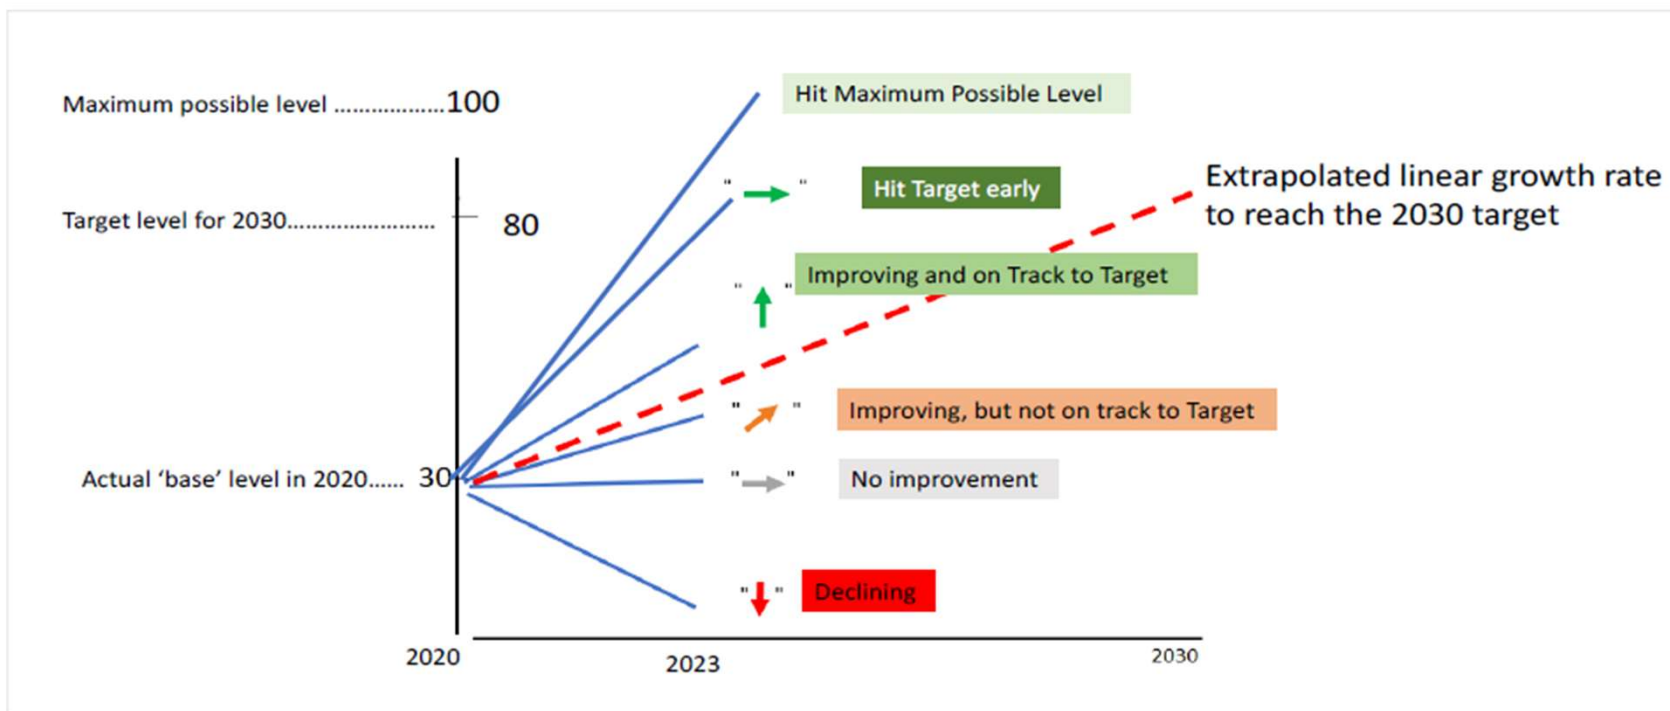 Maximum possible level ..................100
Hit Maximum Possible Level
" " Hit Target early
Extrapolated linear growth rate
to reach the 2030 target
Target level for 2030........................ 80
" " Improving and on Track to Target
" " Improving, but not on track to Target
Actual ‘base’ level in 2020...... 30
" " No improvement
" " Declining
2020
2023
2030